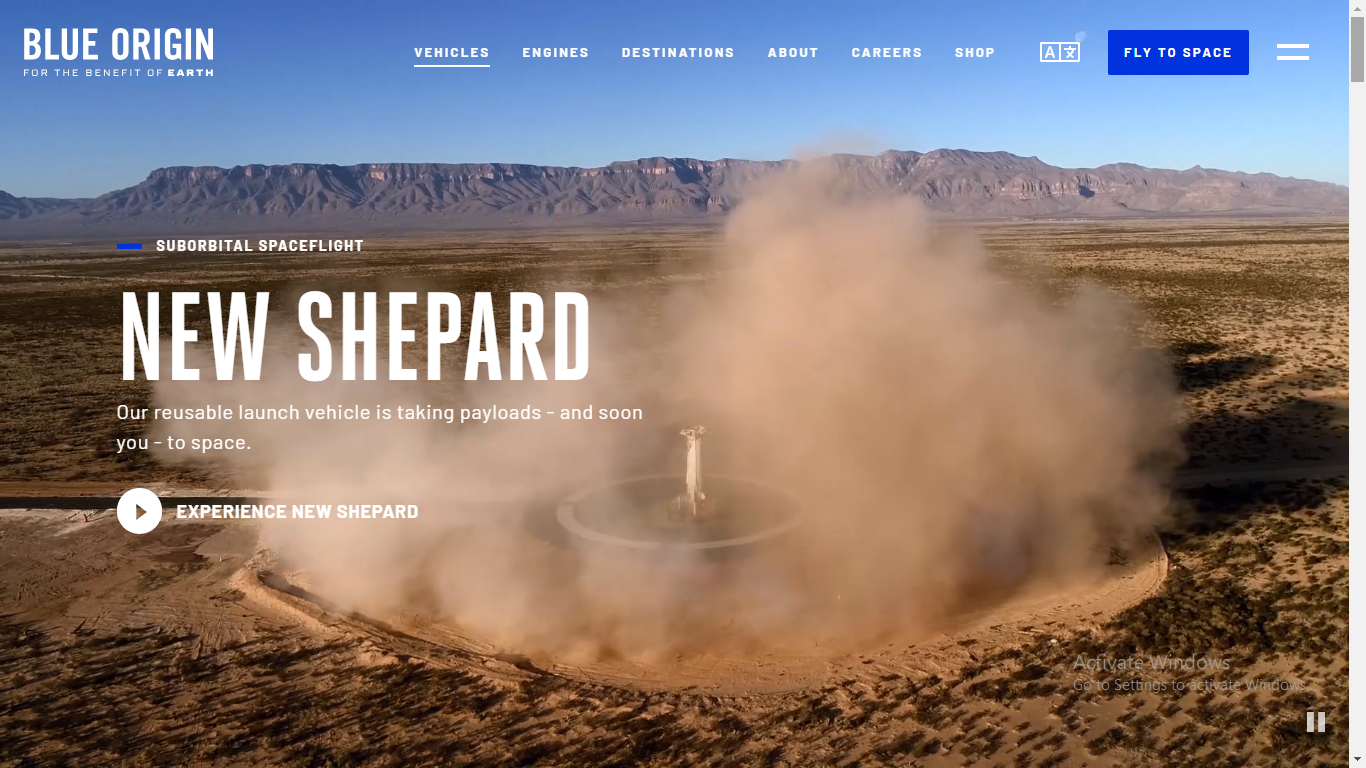 BLUE ORIGIN
FOR THE BENEFIT OF EARTH
VEHICLES
ENGINES
DESTINATIONS
ABOUT
CAREERS
SHOP
A文
FLY TO SPACE
SUBORBITAL SPACEFLIGHT
NEW SHEPARD
Our reusable launch vehicle is taking payloads - and soon
you - to space.
EXPERIENCE NEW SHEPARD
Activate Windows
Go to Settings to activate Windows.